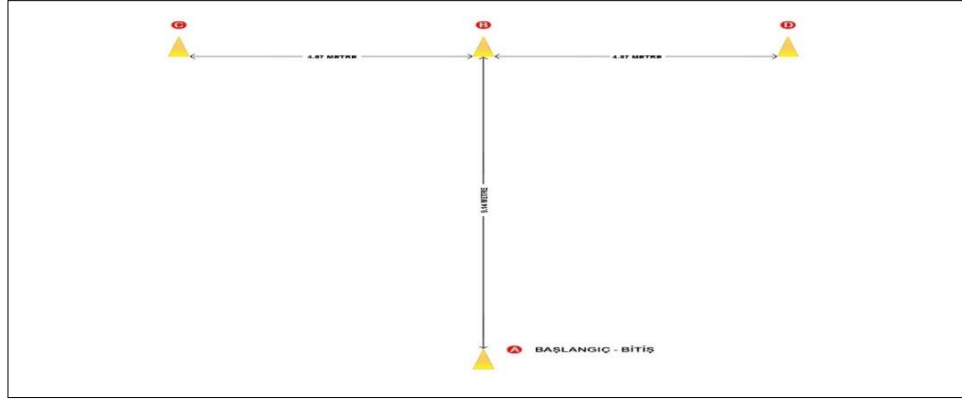 C B D
4.57 METRE 4.57 METRE
9.14 METRE
A BAŞLANGIÇ - BİTİŞ